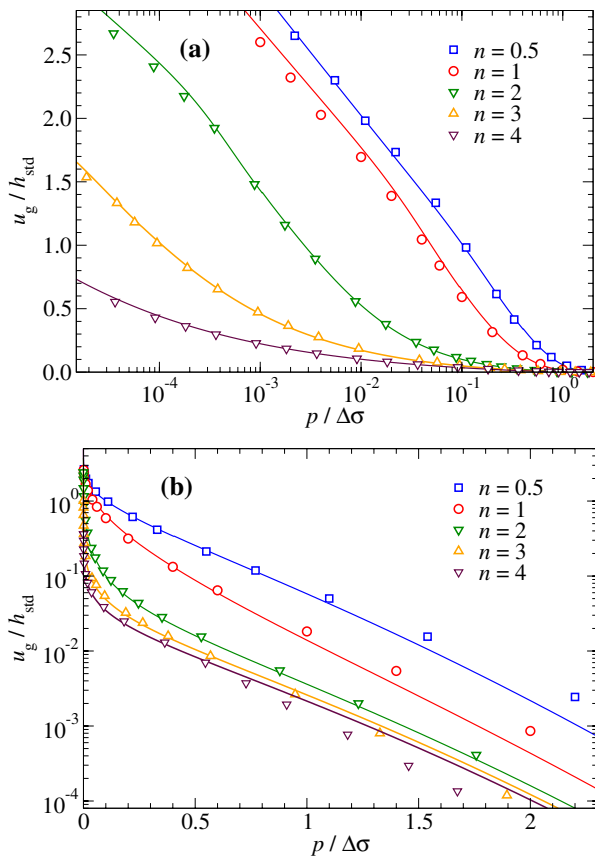 (a)
n = 0.5
n = 1
n = 2
n = 3
n = 4
u_g / h_std
2.5
2.0
1.5
1.0
0.5
0.0
10^-4 10^-3 10^-2 10^-1 10^0
p / Δσ
(b)
n = 0.5
n = 1
n = 2
n = 3
n = 4
u_g / h_std
10^0
10^-1
10^-2
10^-3
10^-4
0 0.5 1 1.5 2
p / Δσ